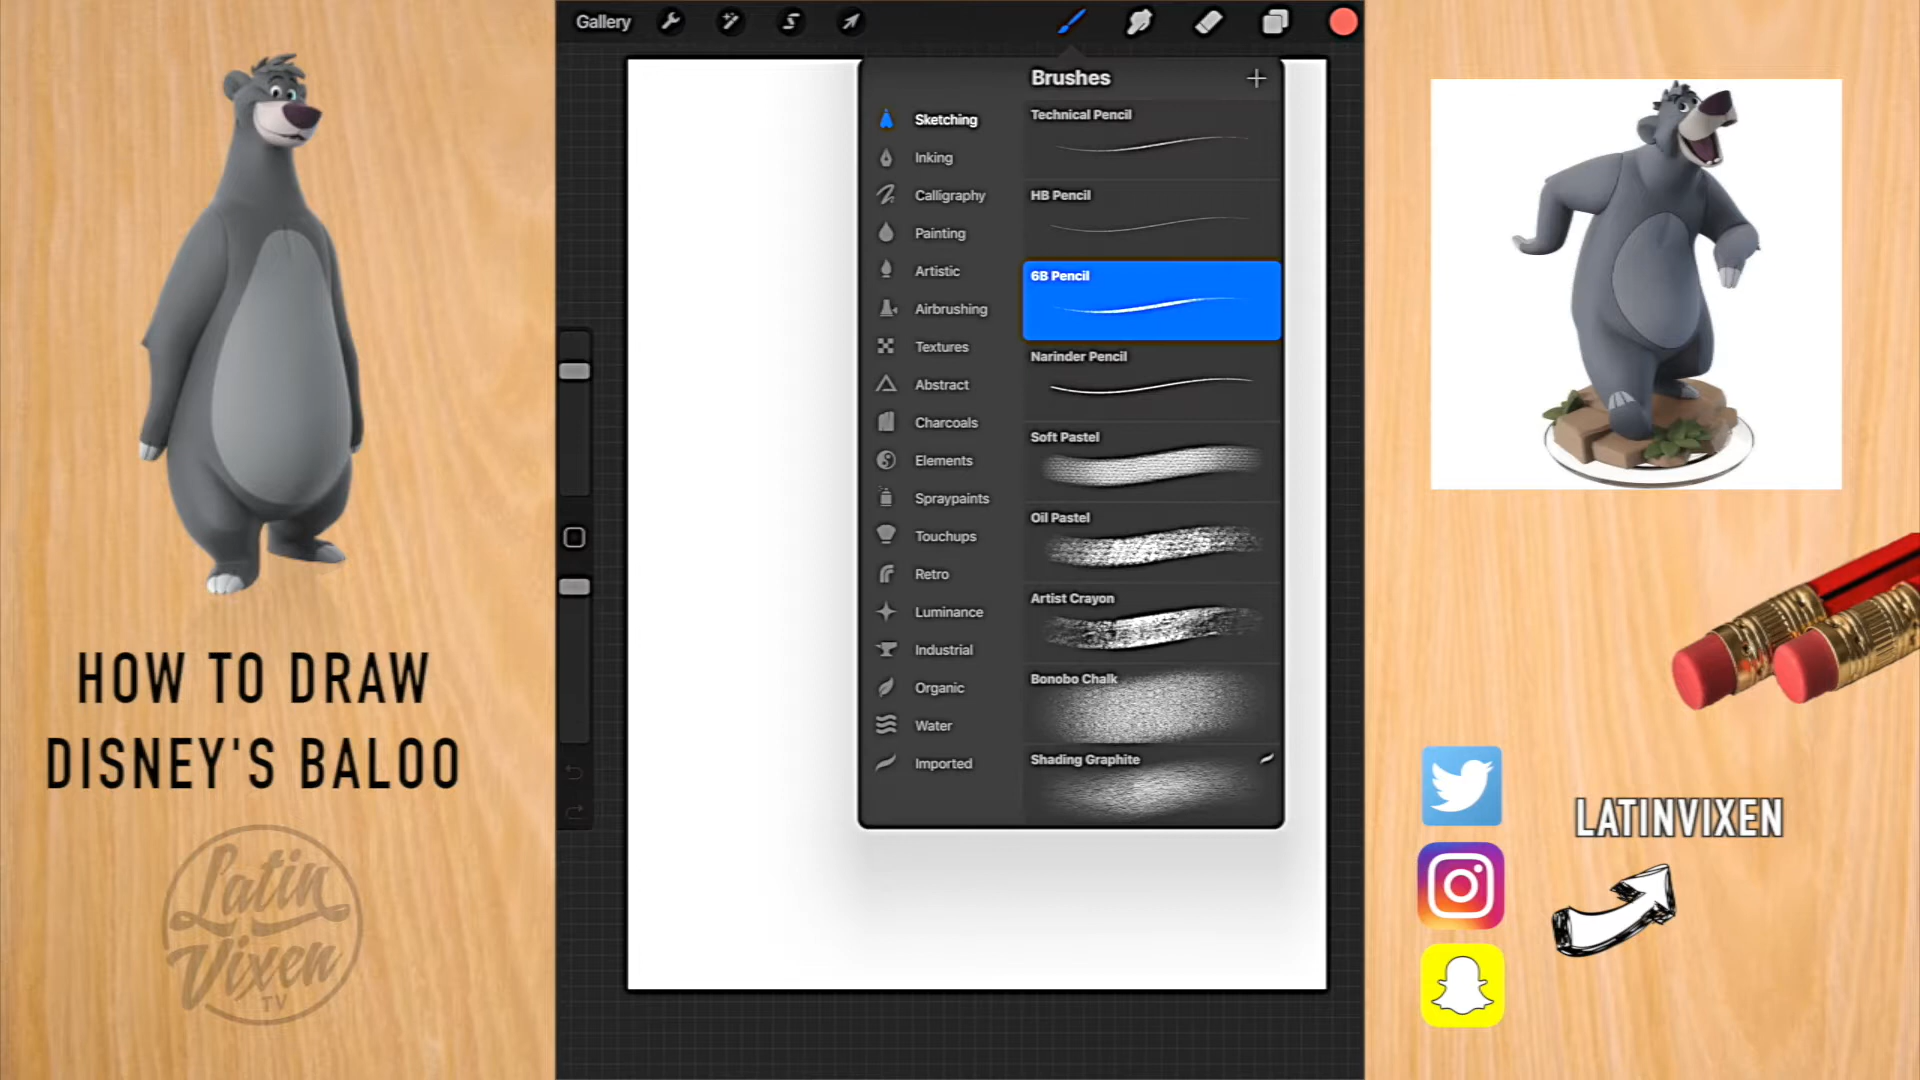 Gallery
Brushes
Sketching
Inking
Calligraphy
Painting
Artistic
Airbrushing
Textures
Abstract
Charcoals
Elements
Spraypaints
Touchups
Retro
Luminance
Industrial
Organic
Water
Imported
Technical Pencil
HB Pencil
6B Pencil
Narinder Pencil
Soft Pastel
Oil Pastel
Artist Crayon
Bonobo Chalk
Shading Graphite
HOW TO DRAW
DISNEY'S BALOO
Latin
Vixen
TV
LATINVIXEN